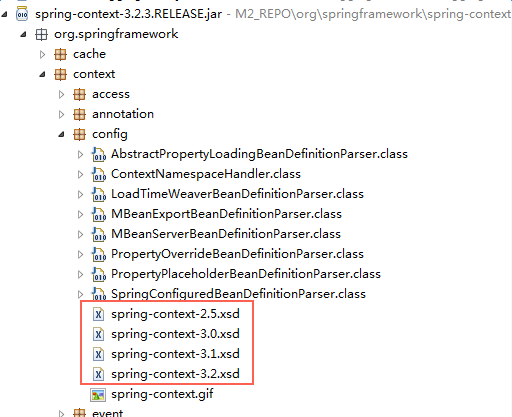 spring-context-3.2.3.RELEASE.jar - M2_REPO\org\springframework\spring-context
org.springframework
cache
context
access
annotation
config
AbstractPropertyLoadingBeanDefinitionParser.class
ContextNamespaceHandler.class
LoadTimeWeaverBeanDefinitionParser.class
MBeanExportBeanDefinitionParser.class
MBeanServerBeanDefinitionParser.class
PropertyOverrideBeanDefinitionParser.class
PropertyPlaceholderBeanDefinitionParser.class
SpringConfiguredBeanDefinitionParser.class
spring-context-2.5.xsd
spring-context-3.0.xsd
spring-context-3.1.xsd
spring-context-3.2.xsd
spring-context.gif
event